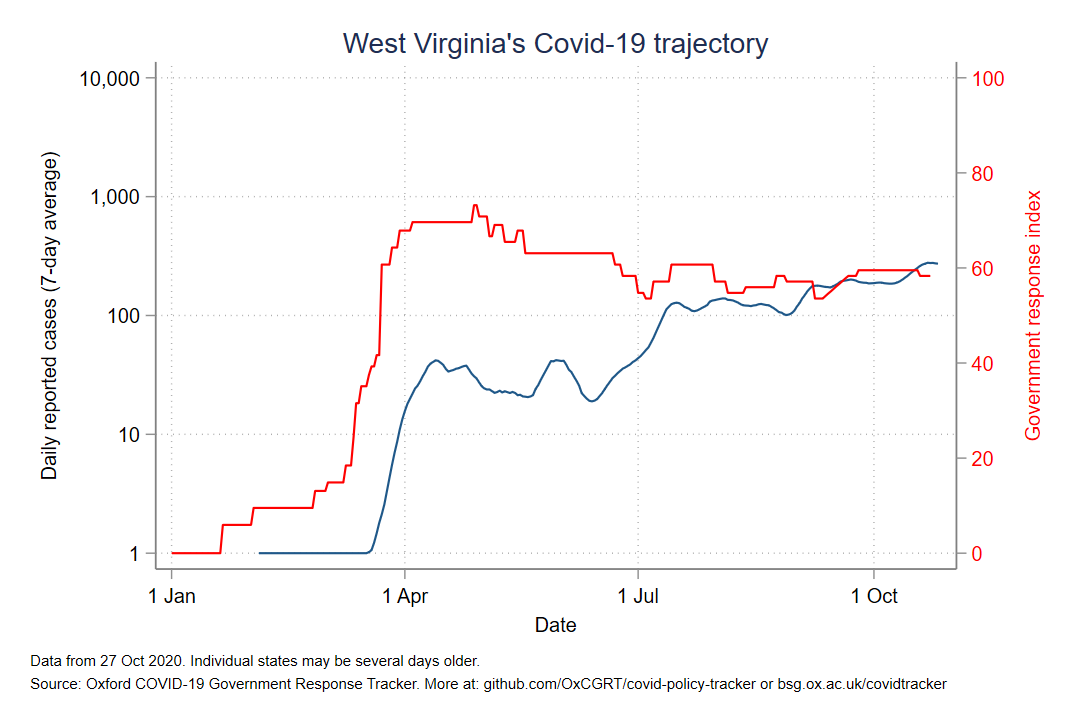 West Virginia's Covid-19 trajectory
Daily reported cases (7-day average)
10,000
1,000
100
10
1
100
80
60
40
20
0
Government response index
1 Jan
1 Apr
1 Jul
1 Oct
Date
Data from 27 Oct 2020. Individual states may be several days older.
Source: Oxford COVID-19 Government Response Tracker. More at: github.com/OxCGRT/covid-policy-tracker or bsg.ox.ac.uk/covidtracker